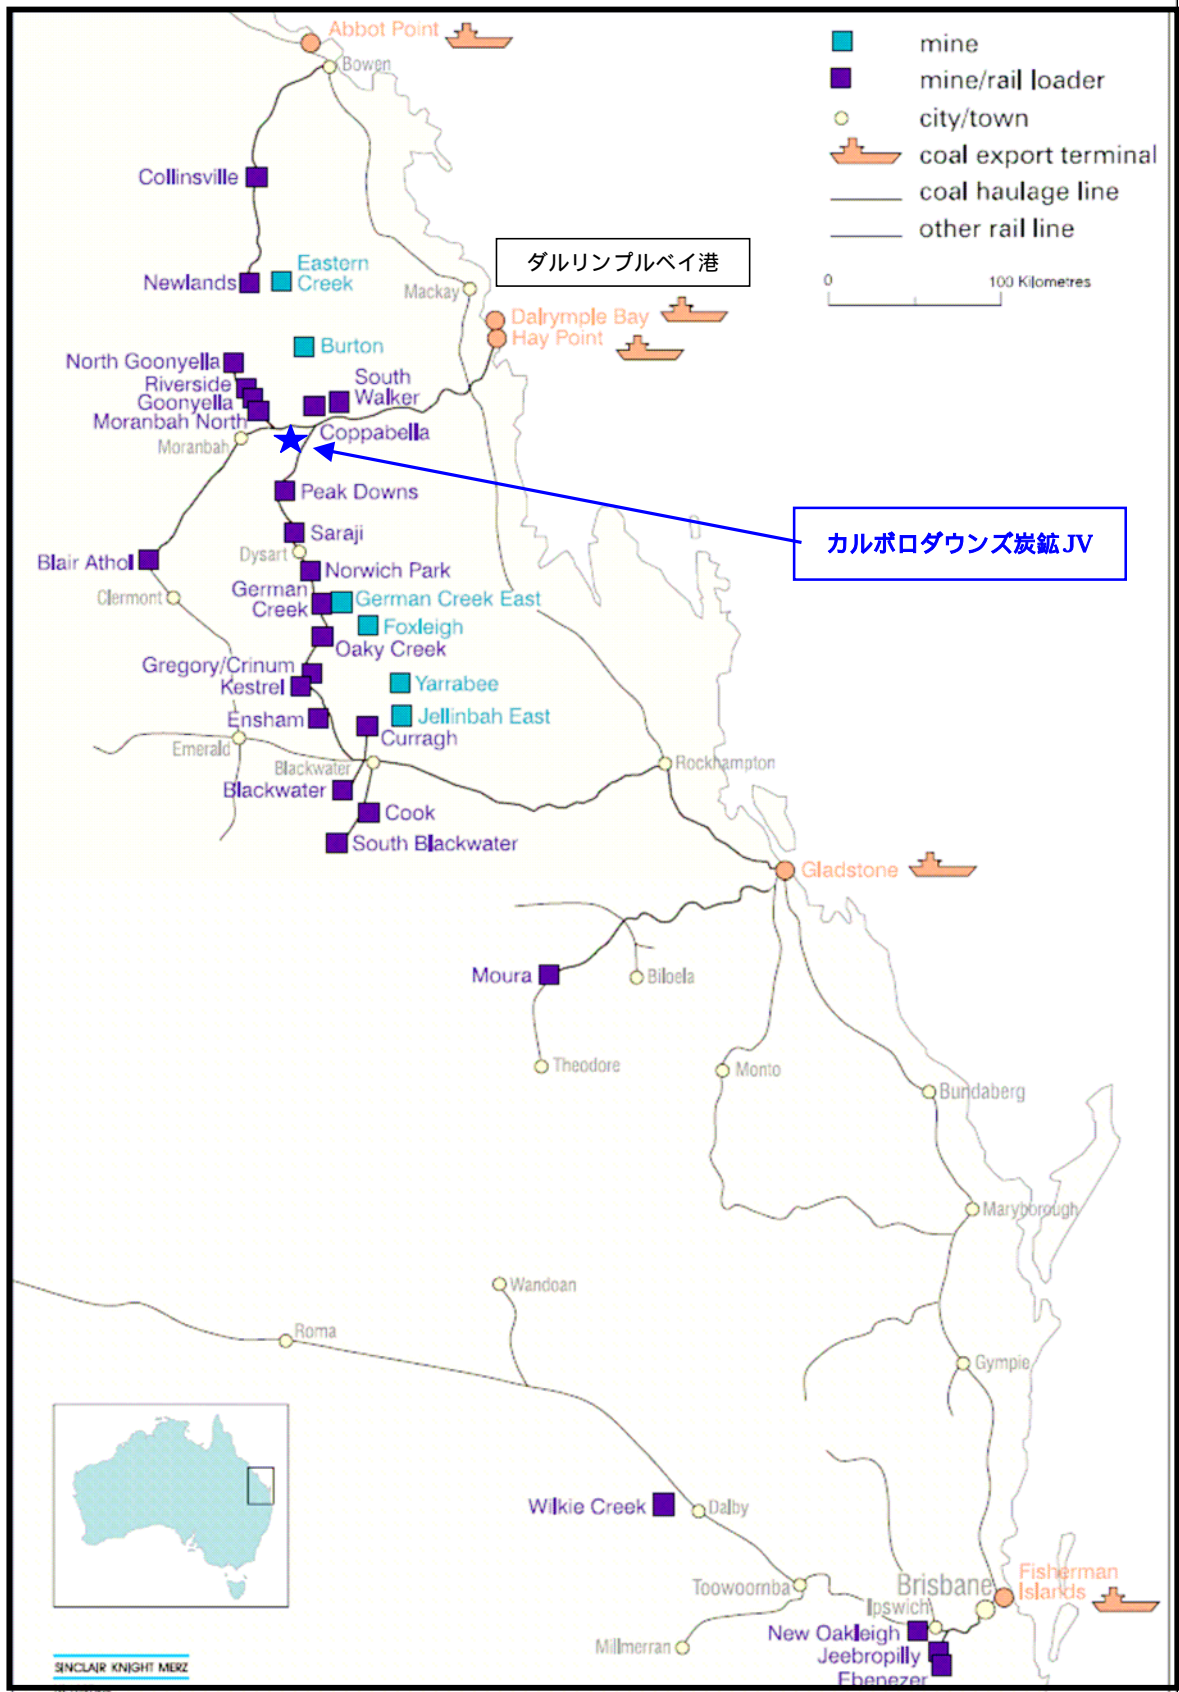 Abbot Point
Bowen
mine
mine/rail loader
city/town
coal export terminal
coal haulage line
other rail line
0
100 Kilometres
Collinsville
ダルリンプルベイ港
Eastern
Creek
Newlands
Mackay
Dalrymple Bay
Hay Point
Burton
North Goonyella
Riverside
Goonyella
Moranbah North
South
Walker
Coppabella
Moranbah
Peak Downs
カルボロダウンズ炭鉱JV
Saraji
Dysart
Blair Athol
Norwich Park
Clermont
German
Creek
German Creek East
Foxleigh
Oaky Creek
Gregory/Crinum
Kestrel
Yarrabee
Ensham
Jellinbah East
Curragh
Emerald
Blackwater
Rockhampton
Blackwater
Cook
South Blackwater
Gladstone
Moura
Biloela
Theodore
Monto
Bundaberg
Maryborough
Wandoan
Roma
Gympie
Wilkie Creek
Dalby
Toowoomba
Brisbane
Fisherman
Islands
Ipswich
New Oakleigh
Millmerran
Jeebropilly
Ebenezer
SINCLAIR KNIGHT MERZ